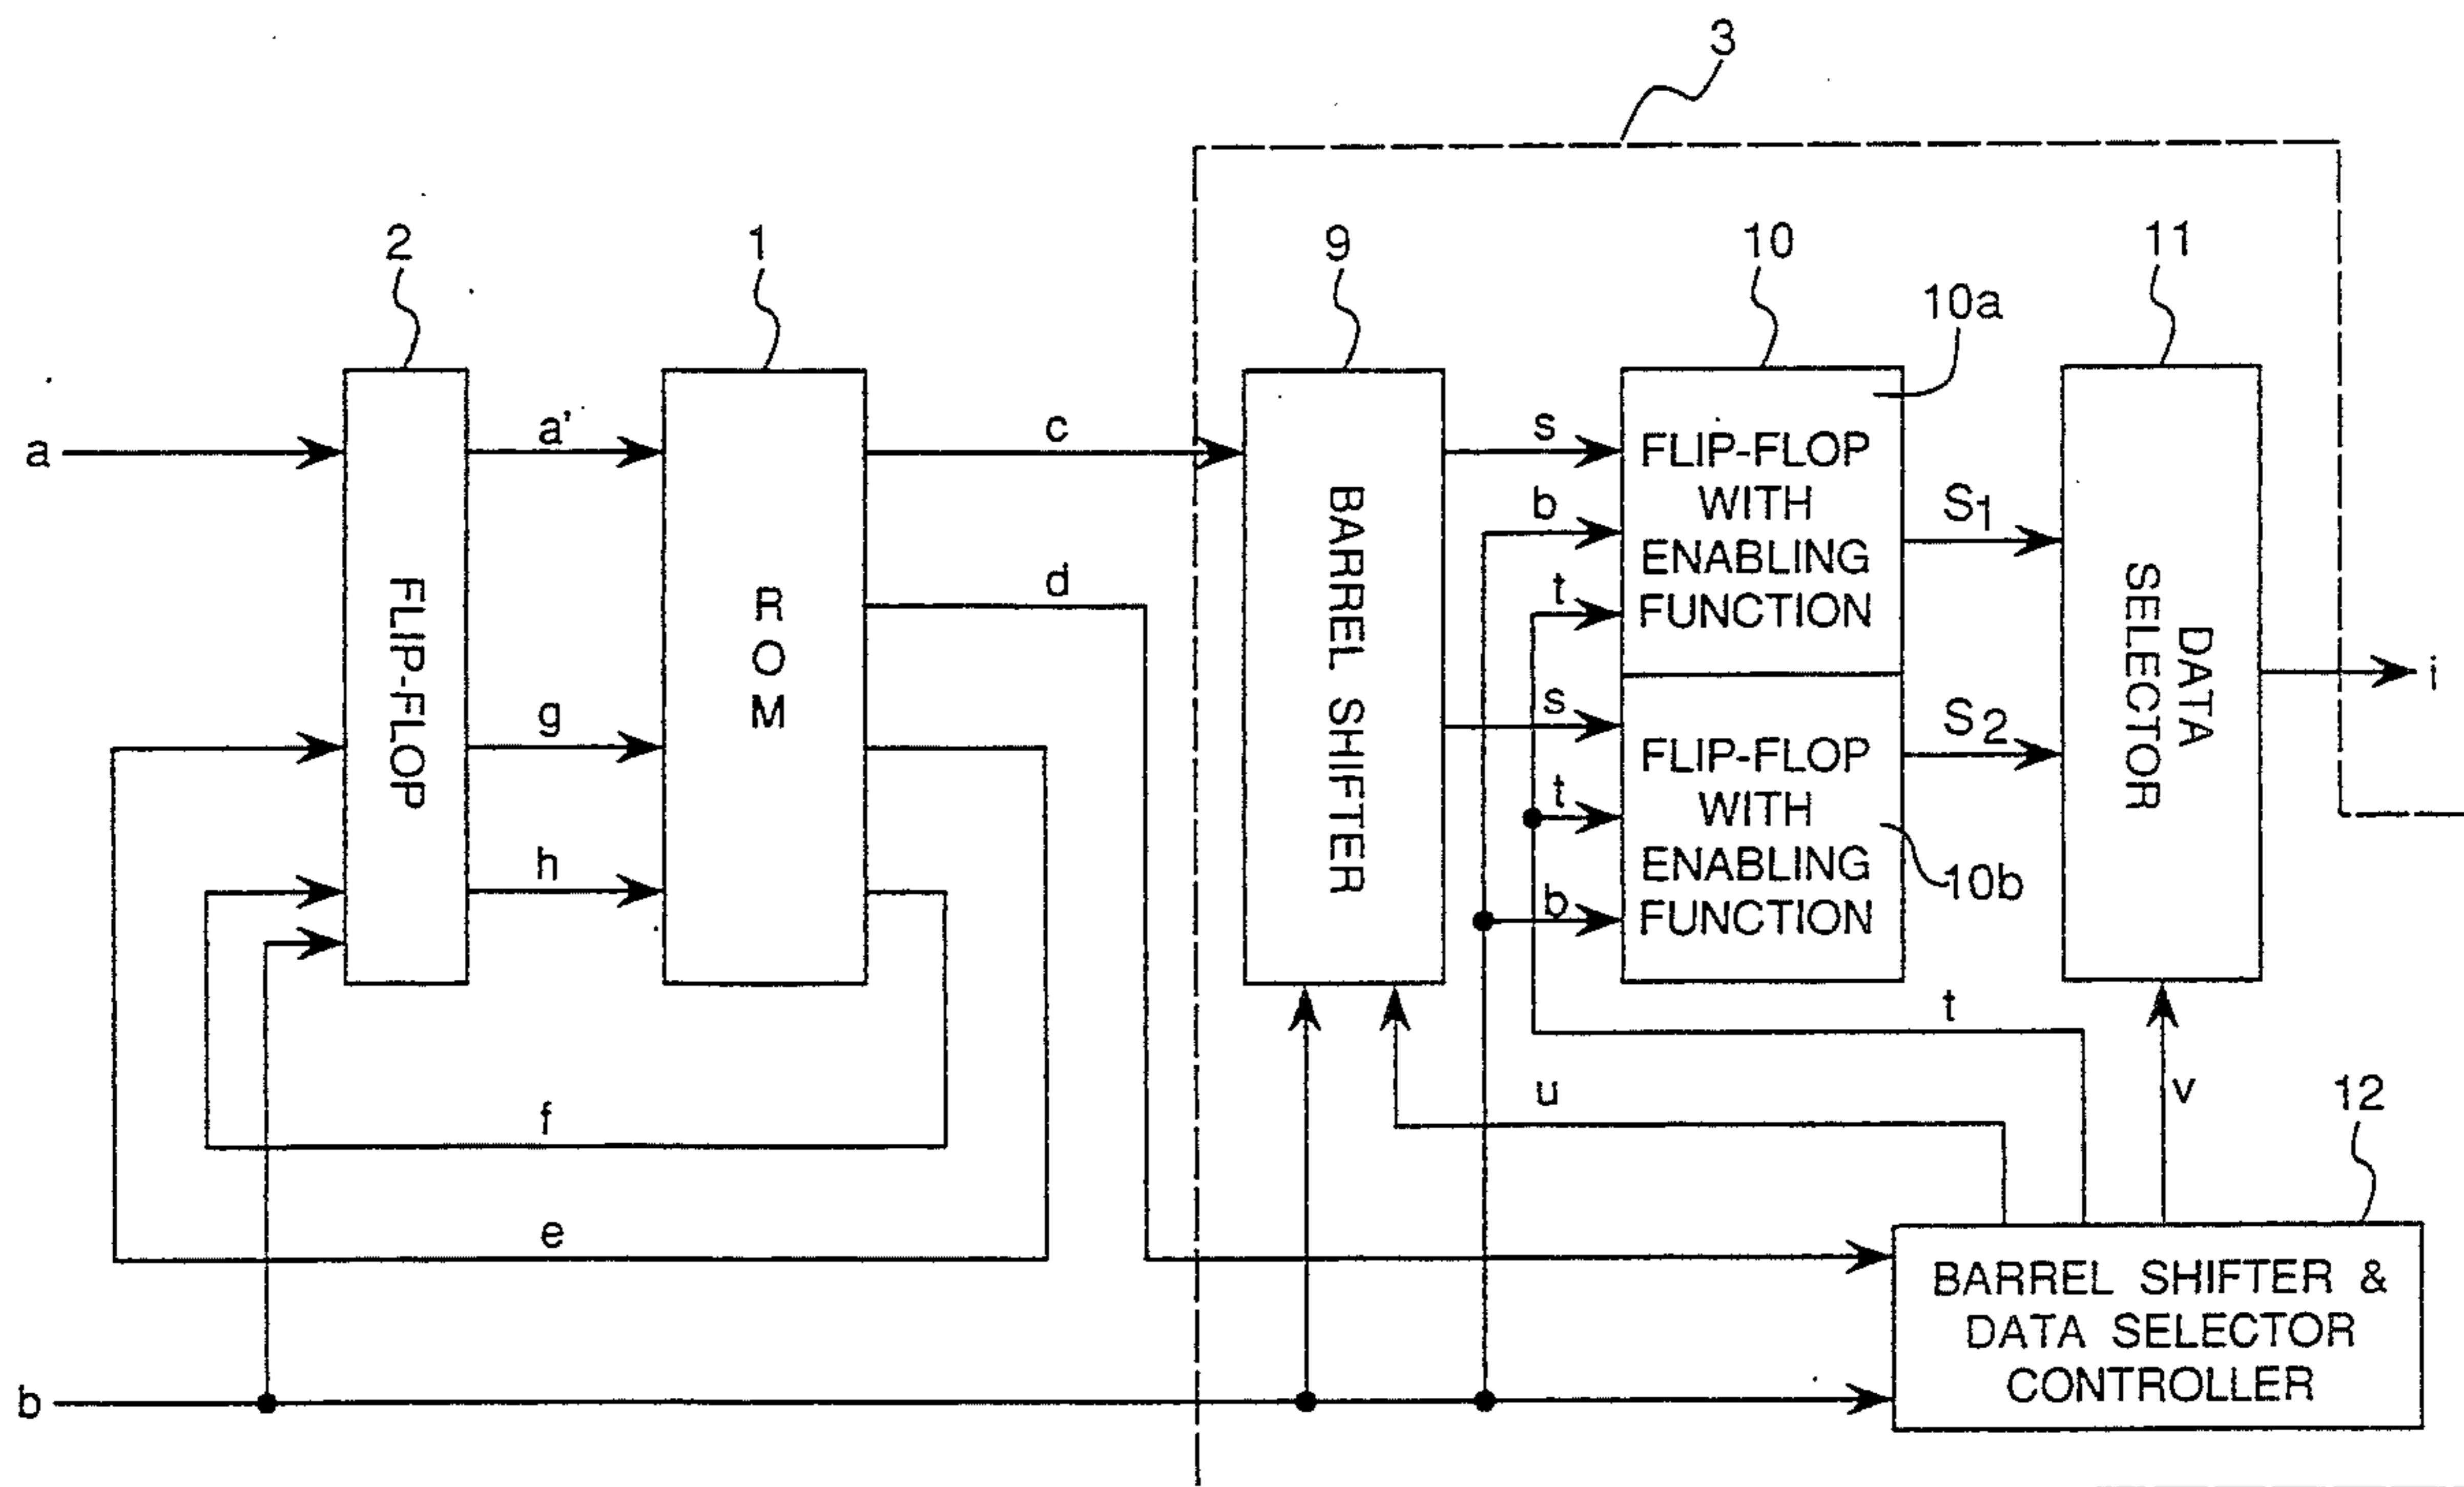 3
2
1
9
10
10a
11
a
a'
c
s
b
t
d
g
h
s
t
b
FLIP-FLOP
R
O
M
BARREL SHIFTER
FLIP-FLOP
WITH
ENABLING
FUNCTION
FLIP-FLOP
WITH
ENABLING
FUNCTION
10b
S1
S2
DATA
SELECTOR
i
t
u
v
12
f
e
b
BARREL SHIFTER &
DATA SELECTOR
CONTROLLER